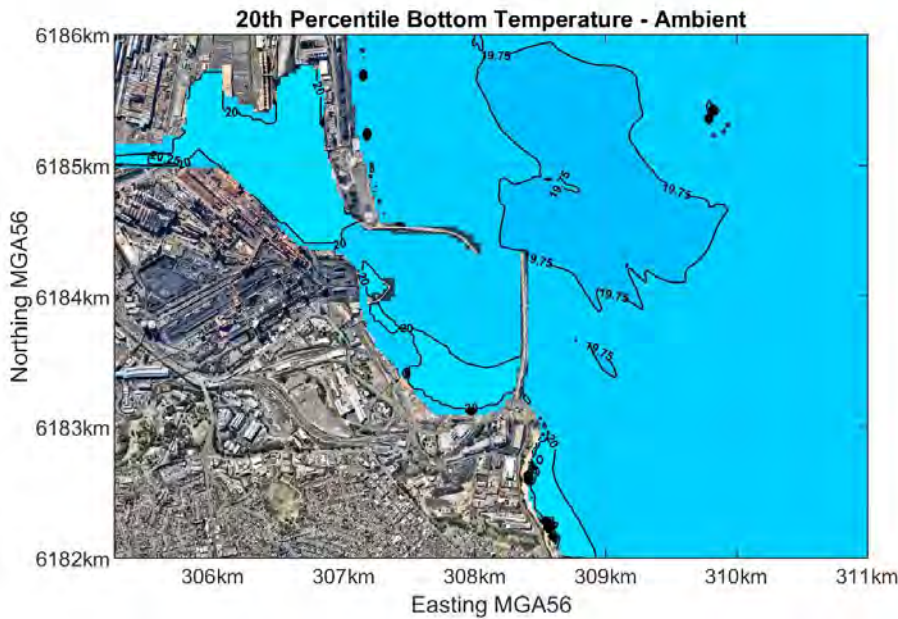 20th Percentile Bottom Temperature - Ambient
6186km
19.75
20
20
20.25
6185km
19.75
19.75
20
19.75
Northing MGA56
6184km
20
19.75
20
19.75
20
6183km
20
6182km
306km 307km 308km 309km 310km 311km
Easting MGA56